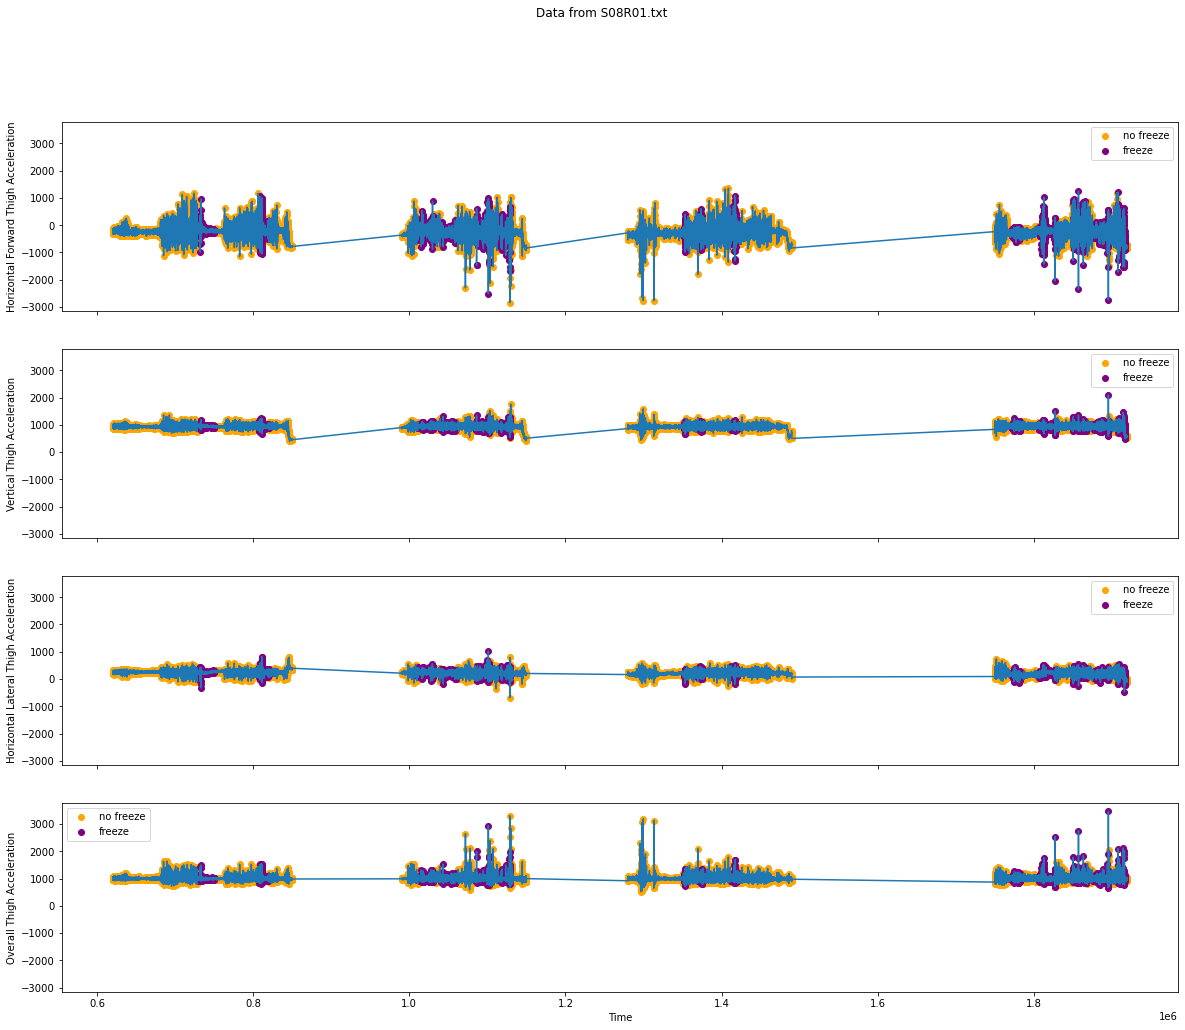 Data from S08R01.txt
Horizontal Forward Thigh Acceleration
3000
2000
1000
0
−1000
−2000
−3000
no freeze
freeze
Vertical Thigh Acceleration
3000
2000
1000
0
−1000
−2000
−3000
no freeze
freeze
Horizontal Lateral Thigh Acceleration
3000
2000
1000
0
−1000
−2000
−3000
no freeze
freeze
Overall Thigh Acceleration
3000
2000
1000
0
−1000
−2000
−3000
no freeze
freeze
0.6 0.8 1.0 1.2 1.4 1.6 1.8
Time
1e6